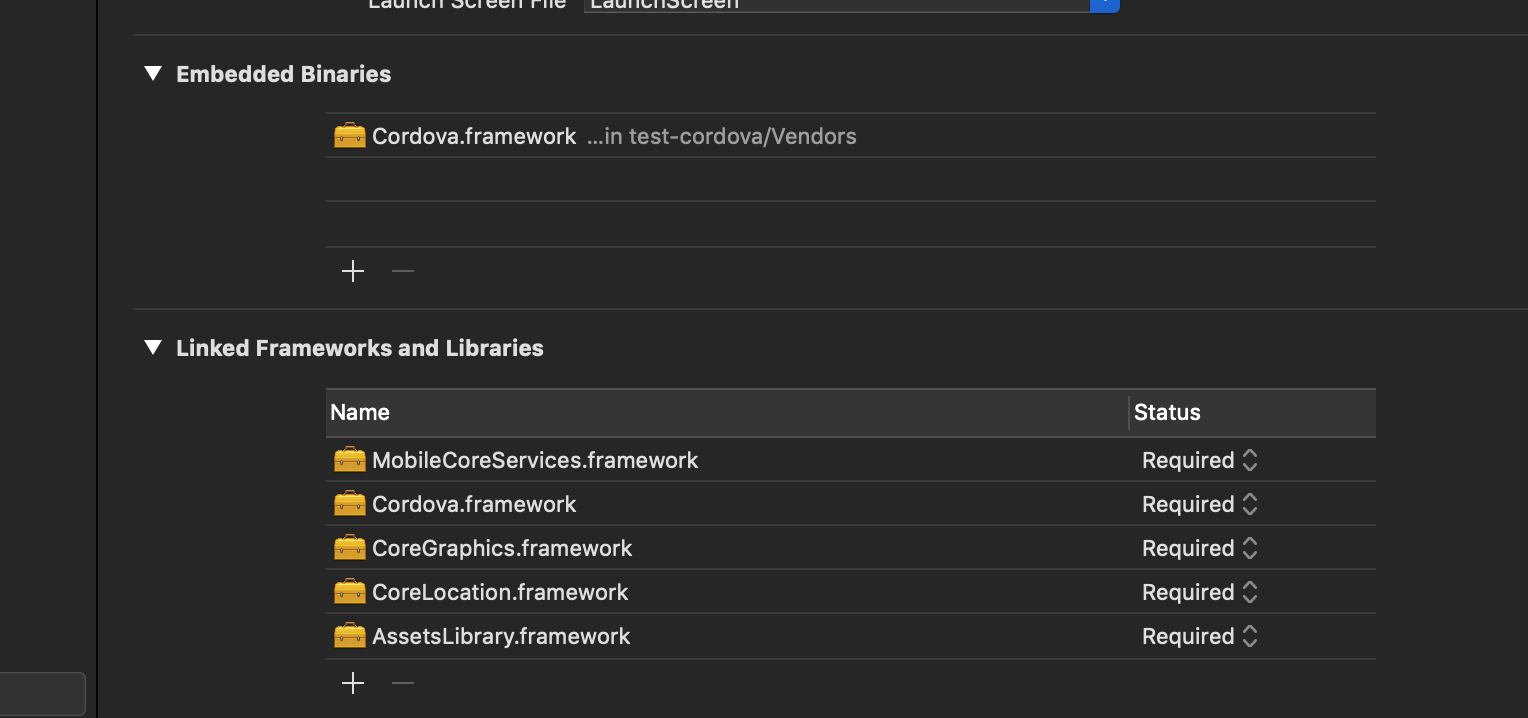 Launch Screen File LaunchScreen
Embedded Binaries
Cordova.framework ...in test-cordova/Vendors
Linked Frameworks and Libraries
Name Status
MobileCoreServices.framework Required
Cordova.framework Required
CoreGraphics.framework Required
CoreLocation.framework Required
AssetsLibrary.framework Required